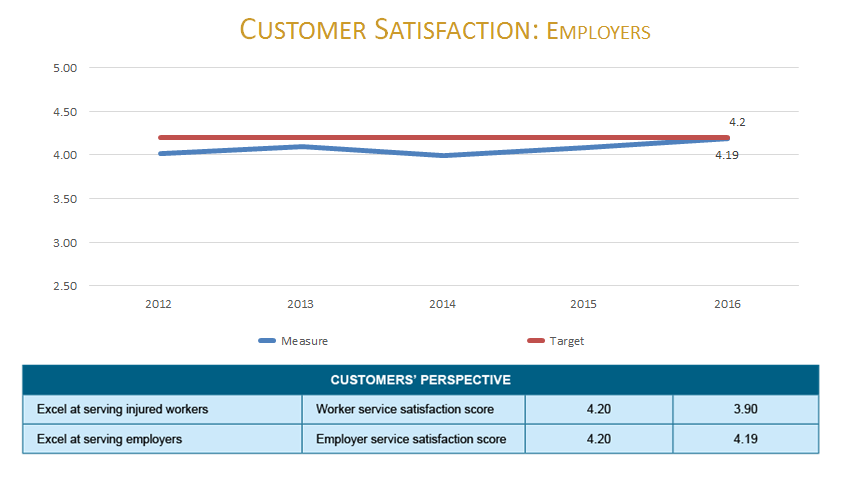 CUSTOMER SATISFACTION: EMPLOYERS
5.00
4.50
4.2
4.00
4.19
3.50
3.00
2.50
2012 2013 2014 2015 2016
Measure Target
CUSTOMERS' PERSPECTIVE
Excel at serving injured workers Worker service satisfaction score 4.20 3.90
Excel at serving employers Employer service satisfaction score 4.20 4.19